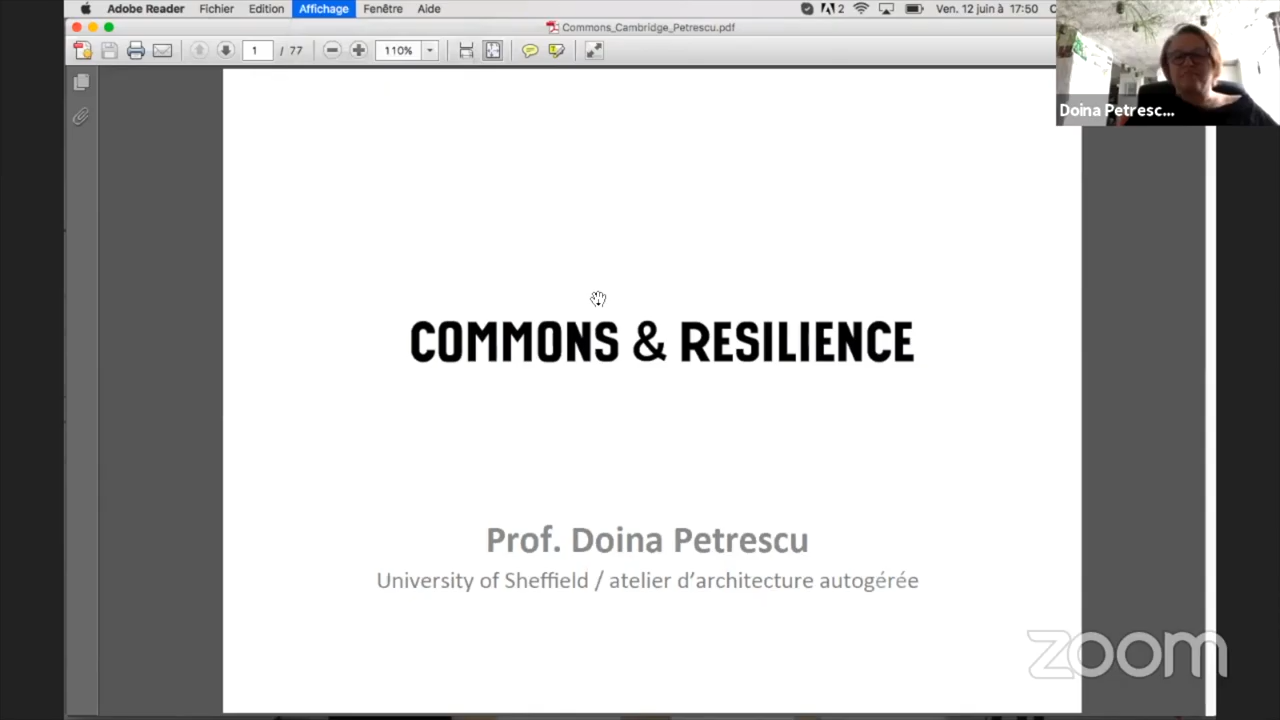 Adobe Reader Fichier Edition Affichage Fenêtre Aide 2 Ven. 12 juin à 17:50
Commons_Cambridge_Petrescu.pdf
1 / 77 110%
Doina Petresc...
COMMONS & RESILIENCE
Prof. Doina Petrescu
University of Sheffield / atelier d’architecture autogérée
zoom